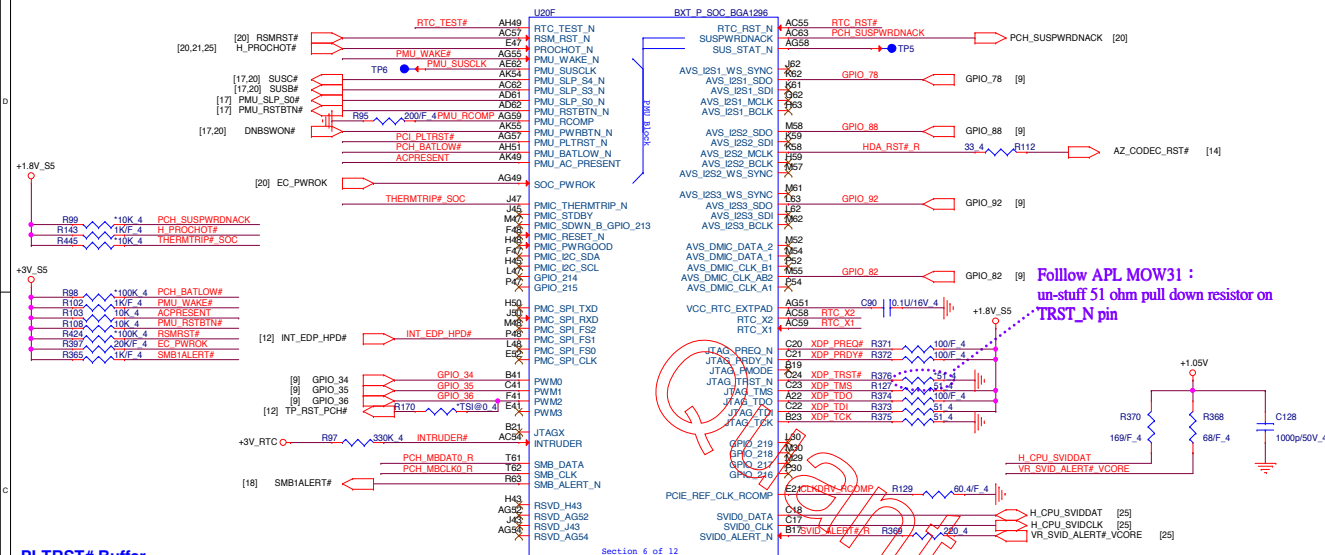 U20F
BXT_P_SOC_BGA1296
RTC_TEST# AH49 RTC_TEST_N
[20] RSMRST# AC57 RSM_RST_N
[20,21,25] H_PROCHOT# E47 PROCHOT_N
PMU_WAKE# AG55 PMU_WAKE_N
TP6 PMU_SUSCLK AE62 PMU_SUSCLK
[17,20] SUSC# AK54 PMU_SLP_S4_N
[17,20] SUSB# AC62 PMU_SLP_S3_N
[17] PMU_SLP_S0# AD61 PMU_SLP_S0_N
[17] PMU_RSTBTN# AD62 PMU_RSTBTN_N
R95 200/F_4 PMU_RCOMP AG59 PMU_RCOMP
[17,20] DNBSWON# AK55 PMU_PWRBTN_N
PCI_PLTRST# AG57 PMU_PLTRST_N
PCH_BATLOW# AH51 PMU_BATLOW_N
ACPRESENT AK49 PMU_AC_PRESENT
[20] EC_PWROK AG49 SOC_PWROK
THERMTRIP#_SOC J47 PMIC_THERMTRIP_N
J45 PMIC_STDBY
M47 PMIC_SDWN_B_GPIO_213
F48 PMIC_RESET_N
H48 PMIC_PWRGOOD
F47 PMIC_I2C_SDA
H45 PMIC_I2C_SCL
L47 GPIO_214
P47 GPIO_215
H50 PMC_SPI_TXD
J50 PMC_SPI_RXD
M48 PMC_SPI_FS2
[12] INT_EDP_HPD# INT_EDP_HPD# P48 PMC_SPI_FS1
L48 PMC_SPI_FS0
E52 PMC_SPI_CLK
[9] GPIO_34 GPIO_34 B41 PWM0
[9] GPIO_35 GPIO_35 C41 PWM1
[9] GPIO_36 GPIO_36 F41 PWM2
[12] TP_RST_PCH# R170 *TSI@0_4 E41 PWM3
B21 JTAGX
+3V_RTC R97 330K_4 INTRUDER# AC54 INTRUDER
PCH_MBDAT0_R T61 SMB_DATA
PCH_MBCLK0_R T62 SMB_CLK
[18] SMB1ALERT# R63 SMB_ALERT_N
H43 RSVD_H43
AG52 RSVD_AG52
J43 RSVD_J43
AG54 RSVD_AG54
PMU Block
+1.8V_S5
R99 *10K_4 PCH_SUSPWRDNACK
R143 1K/F_4 H_PROCHOT#
R445 *10K_4 THERMTRIP#_SOC
+3V_S5
R98 *100K_4 PCH_BATLOW#
R102 1K/F_4 PMU_WAKE#
R103 10K_4 ACPRESENT
R108 10K_4 PMU_RSTBTN#
R424 *100K_4 RSMRST#
R397 20K/F_4 EC_PWROK
R365 1K/F_4 SMB1ALERT#
RTC_RST_N AC55 RTC_RST#
SUSPWRDNACK AC63 PCH_SUSPWRDNACK PCH_SUSPWRDNACK [20]
SUS_STAT_N AG58 TP5
AVS_I2S1_WS_SYNC J62
AVS_I2S1_SDO K62 GPIO_78 GPIO_78 [9]
AVS_I2S1_SDI K61
AVS_I2S1_MCLK G62
AVS_I2S1_BCLK H63
AVS_I2S2_SDO M58 GPIO_88 GPIO_88 [9]
AVS_I2S2_SDI K59
AVS_I2S2_MCLK K58 HDA_RST#_R 33_4 R112 AZ_CODEC_RST# [14]
AVS_I2S2_BCLK H59
AVS_I2S2_WS_SYNC M57
AVS_I2S3_WS_SYNC M61
AVS_I2S3_SDO L63 GPIO_92 GPIO_92 [9]
AVS_I2S3_SDI L62
AVS_I2S3_BCLK M62
AVS_DMIC_DATA_2 M52
AVS_DMIC_DATA_1 M54
AVS_DMIC_CLK_B1 P52
AVS_DMIC_CLK_AB2 M55 GPIO_82 GPIO_82 [9]
AVS_DMIC_CLK_A1 P54
VCC_RTC_EXTPAD AG51 C90 0.1U/16V_4
RTC_X2 AC58 RTC_X2
RTC_X1 AC59 RTC_X1
+1.8V_S5
JTAG_PREQ_N C20 XDP_PREQ# R371 100/F_4
JTAG_PRDY_N C21 XDP_PRDY# R372 100/F_4
JTAG_PMODE B19
JTAG_TRST_N C24 XDP_TRST# R376 *51_4
JTAG_TMS C23 XDP_TMS R127 51_4
JTAG_TDO A22 XDP_TDO R374 100/F_4
JTAG_TDI C22 XDP_TDI R373 51_4
JTAG_TCK B23 XDP_TCK R375 51_4
GPIO_219 L30
GPIO_218 M30
GPIO_217 M29
GPIO_216 P30
PCIE_REF_CLK_RCOMP E21 CLKDRV_RCOMP R129 60.4/F_4
SVID0_DATA C18 H_CPU_SVIDDAT [25]
SVID0_CLK C17 H_CPU_SVIDCLK [25]
SVID0_ALERT_N B17 SVID_ALERT#_R R369 220_4 VR_SVID_ALERT#_VCORE [25]
Folllow APL MOW31 :
un-stuff 51 ohm pull down resistor on
TRST_N pin
+1.05V
R370 169/F_4
R368 68/F_4
C128 1000p/50V_4
H_CPU_SVIDDAT
VR_SVID_ALERT#_VCORE
Section 6 of 12
PLTRST# Buffer
D
C